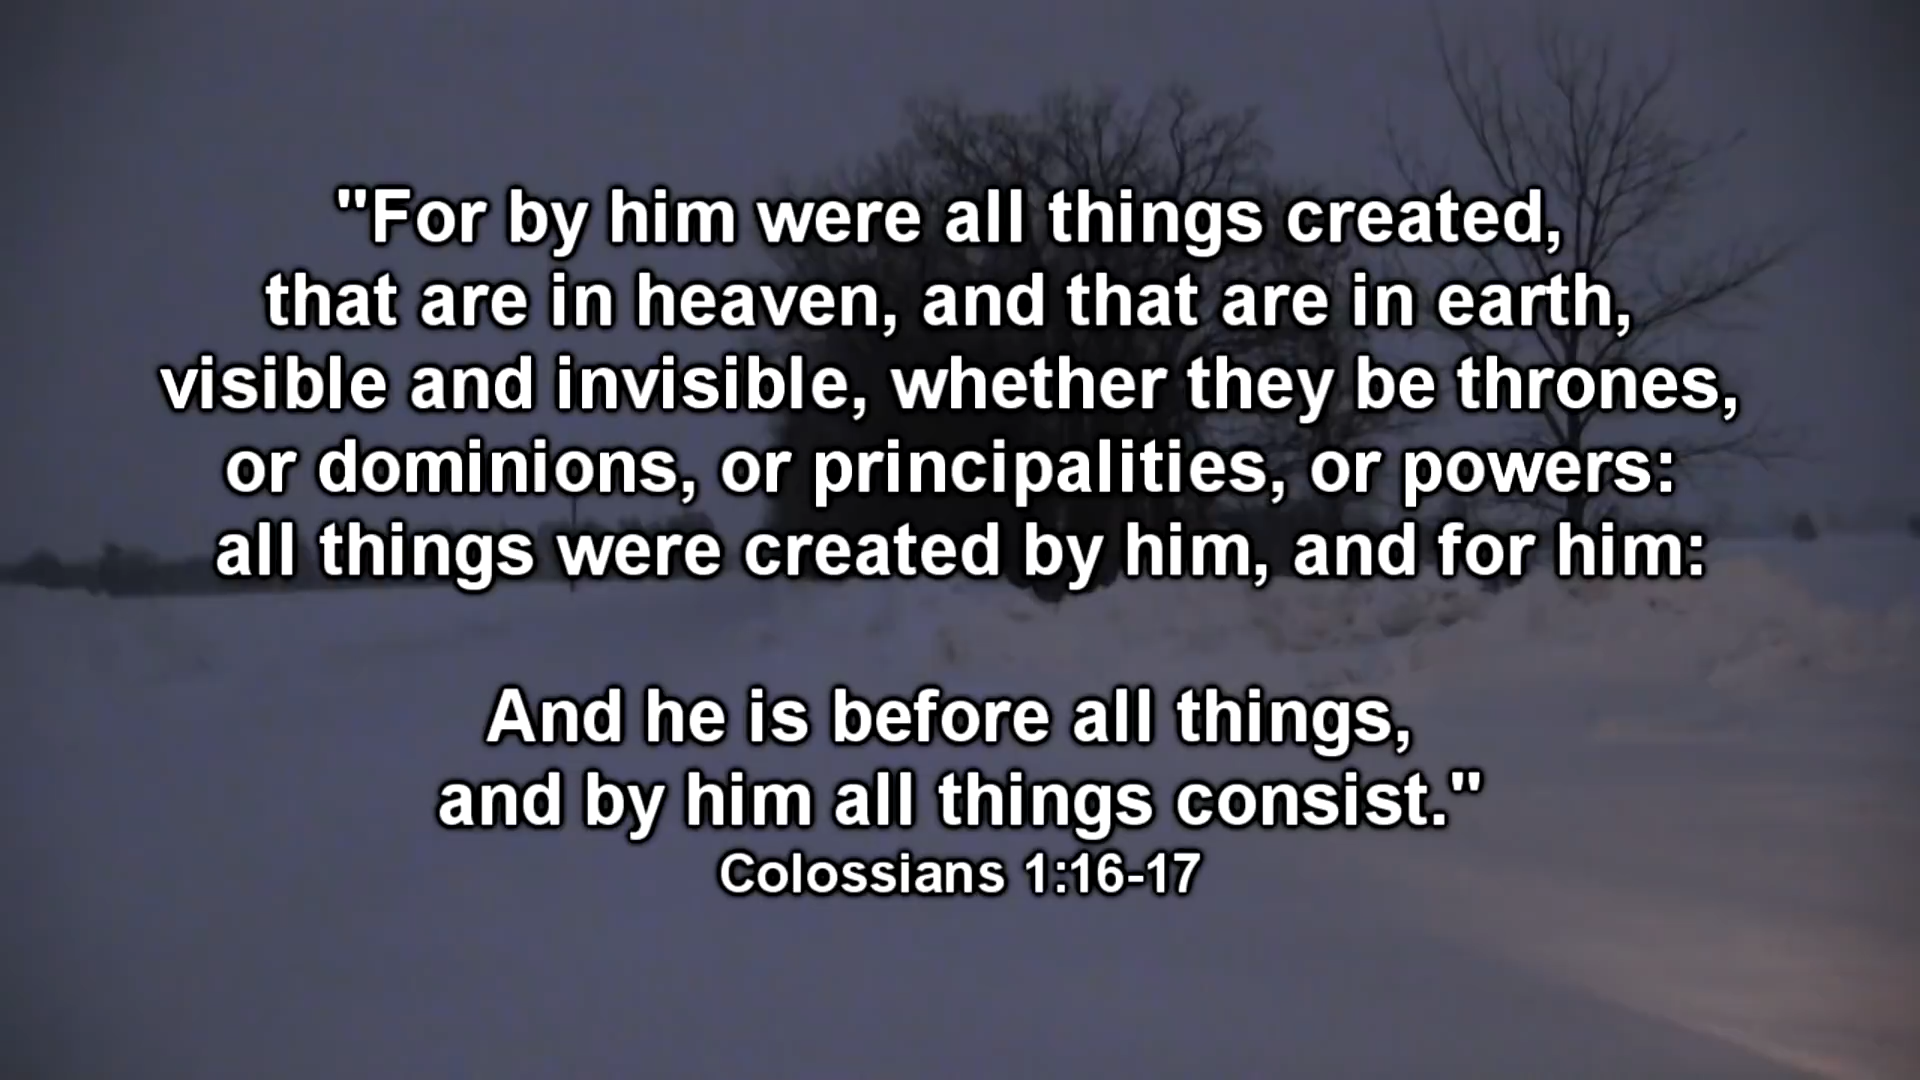 "For by him were all things created,
that are in heaven, and that are in earth,
visible and invisible, whether they be thrones,
or dominions, or principalities, or powers:
all things were created by him, and for him:
And he is before all things,
and by him all things consist."
Colossians 1:16-17